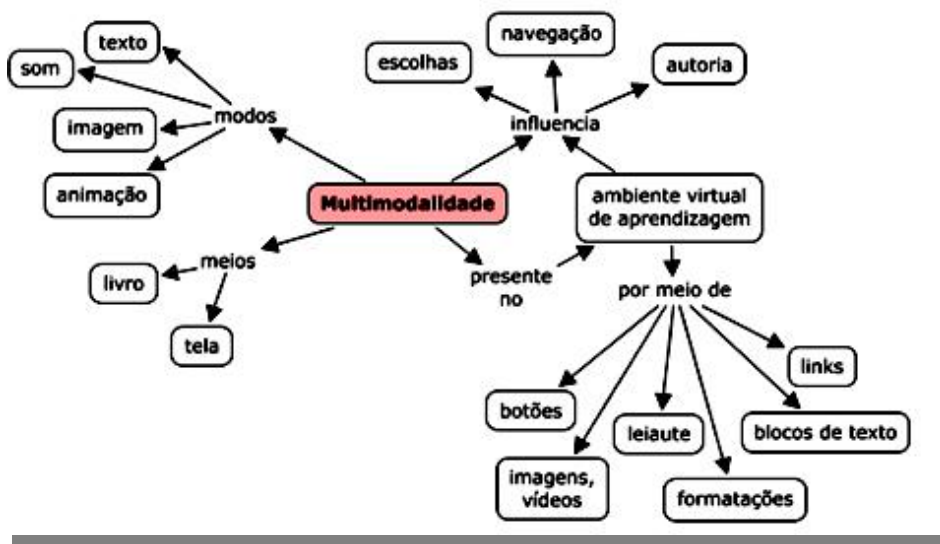 texto
som
modos
imagem
animação
navegação
escolhas
autoria
influencia
Multimodalidade
ambiente virtual
de aprendizagem
meios
livro
tela
presente
no
por meio de
links
botões
leiaute
blocos de texto
imagens,
vídeos
formatações